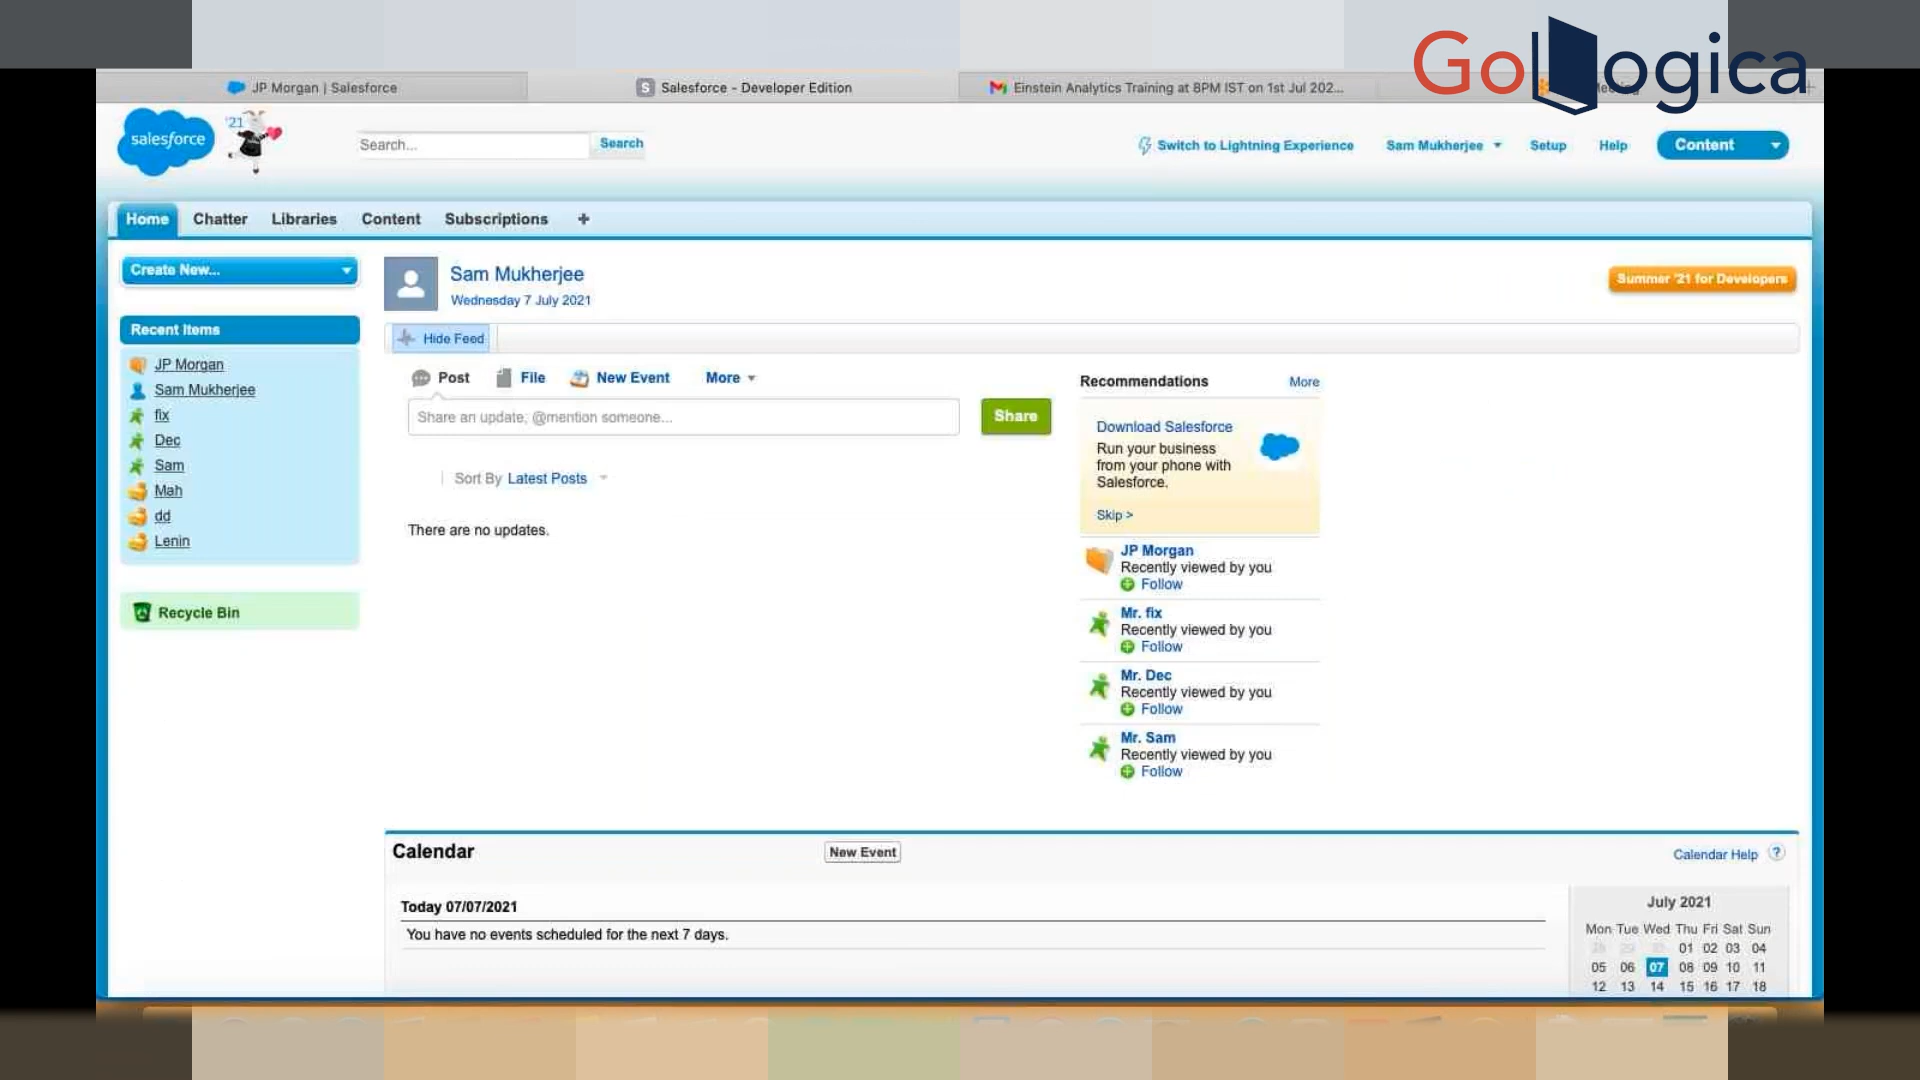 GoLogica
JP Morgan | Salesforce
Salesforce - Developer Edition
Einstein Analytics Training at 8PM IST on 1st Jul 202...
salesforce
'21
Search...
Search
Switch to Lightning Experience
Sam Mukherjee
Setup
Help
Content
Home
Chatter
Libraries
Content
Subscriptions
+
Create New...
Sam Mukherjee
Wednesday 7 July 2021
Summer '21 for Developers
Recent Items
JP Morgan
Sam Mukherjee
fix
Dec
Sam
Mah
dd
Lenin
Recycle Bin
Hide Feed
Post
File
New Event
More
Share an update, @mention someone...
Share
Sort By Latest Posts
There are no updates.
Recommendations
More
Download Salesforce
Run your business
from your phone with
Salesforce.
Skip >
JP Morgan
Recently viewed by you
Follow
Mr. fix
Recently viewed by you
Follow
Mr. Dec
Recently viewed by you
Follow
Mr. Sam
Recently viewed by you
Follow
Calendar
New Event
Calendar Help ?
Today 07/07/2021
You have no events scheduled for the next 7 days.
July 2021
Mon Tue Wed Thu Fri Sat Sun
01 02 03 04
05 06 07 08 09 10 11
12 13 14 15 16 17 18